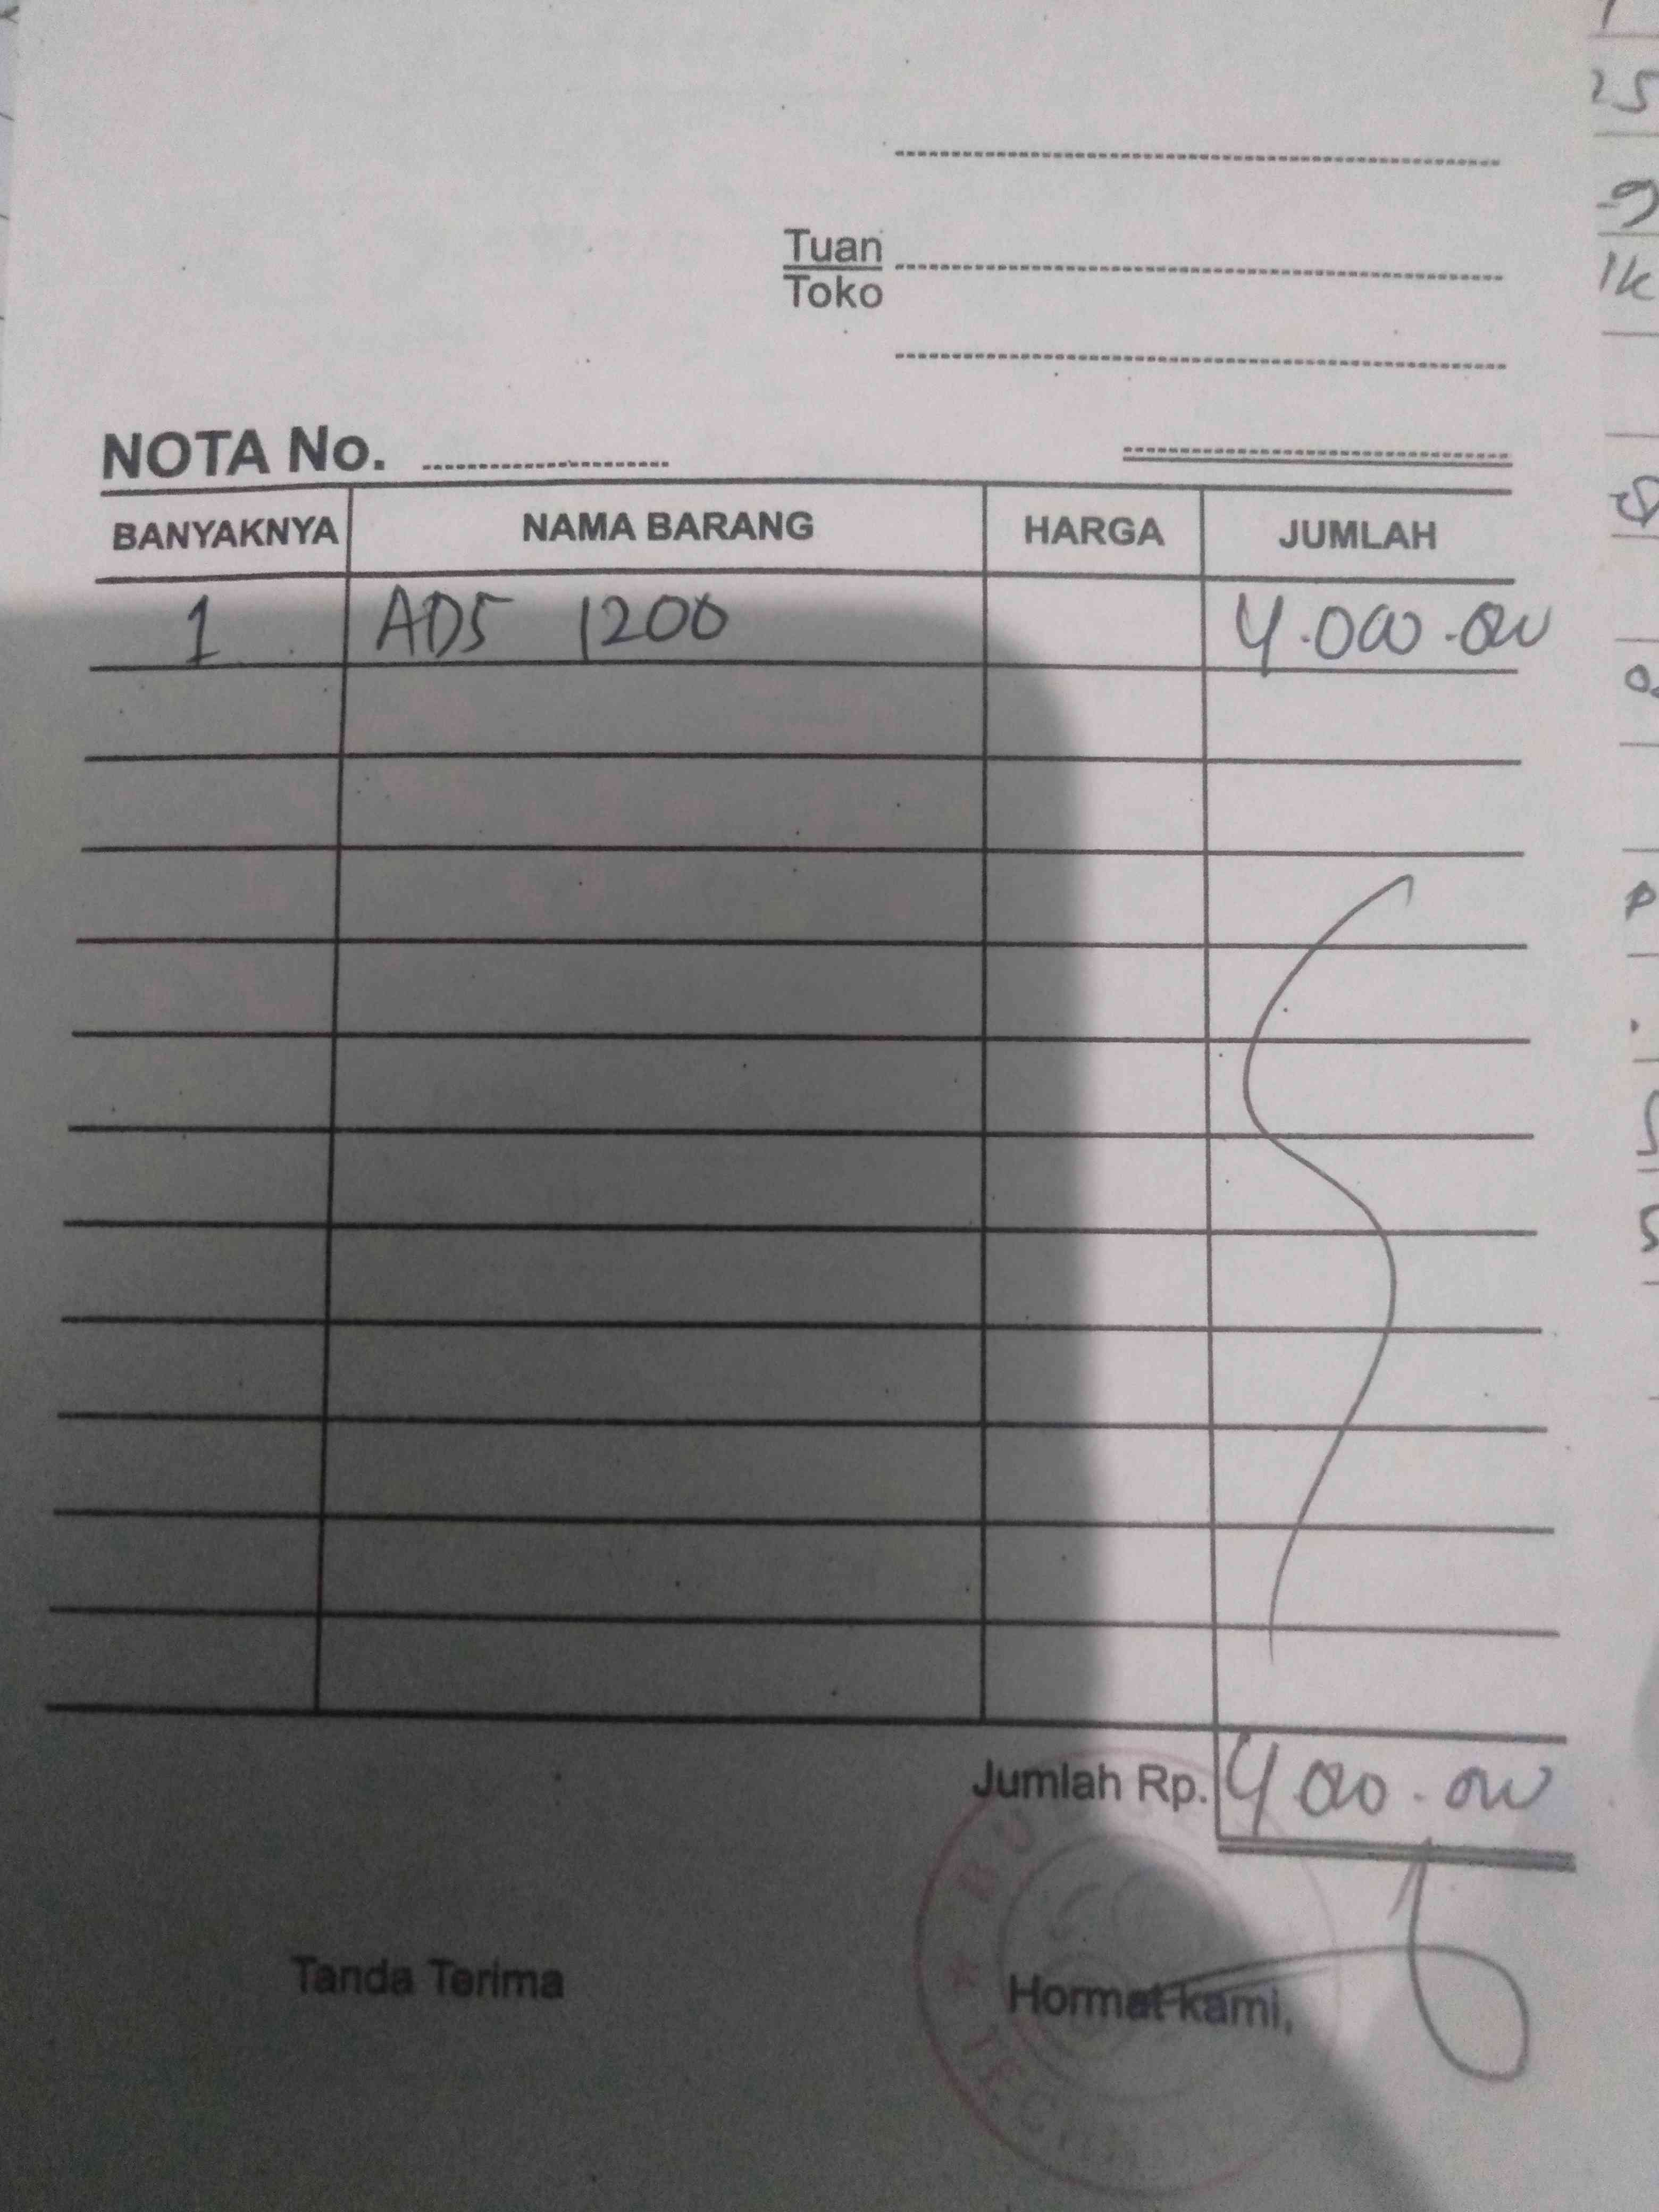 Tuan
Toko
NOTA No.
BANYAKNYA NAMA BARANG HARGA JUMLAH
1 ADS 1200 4.000.000
Jumlah Rp. 4.000.000
Tanda Terima Hormat kami,